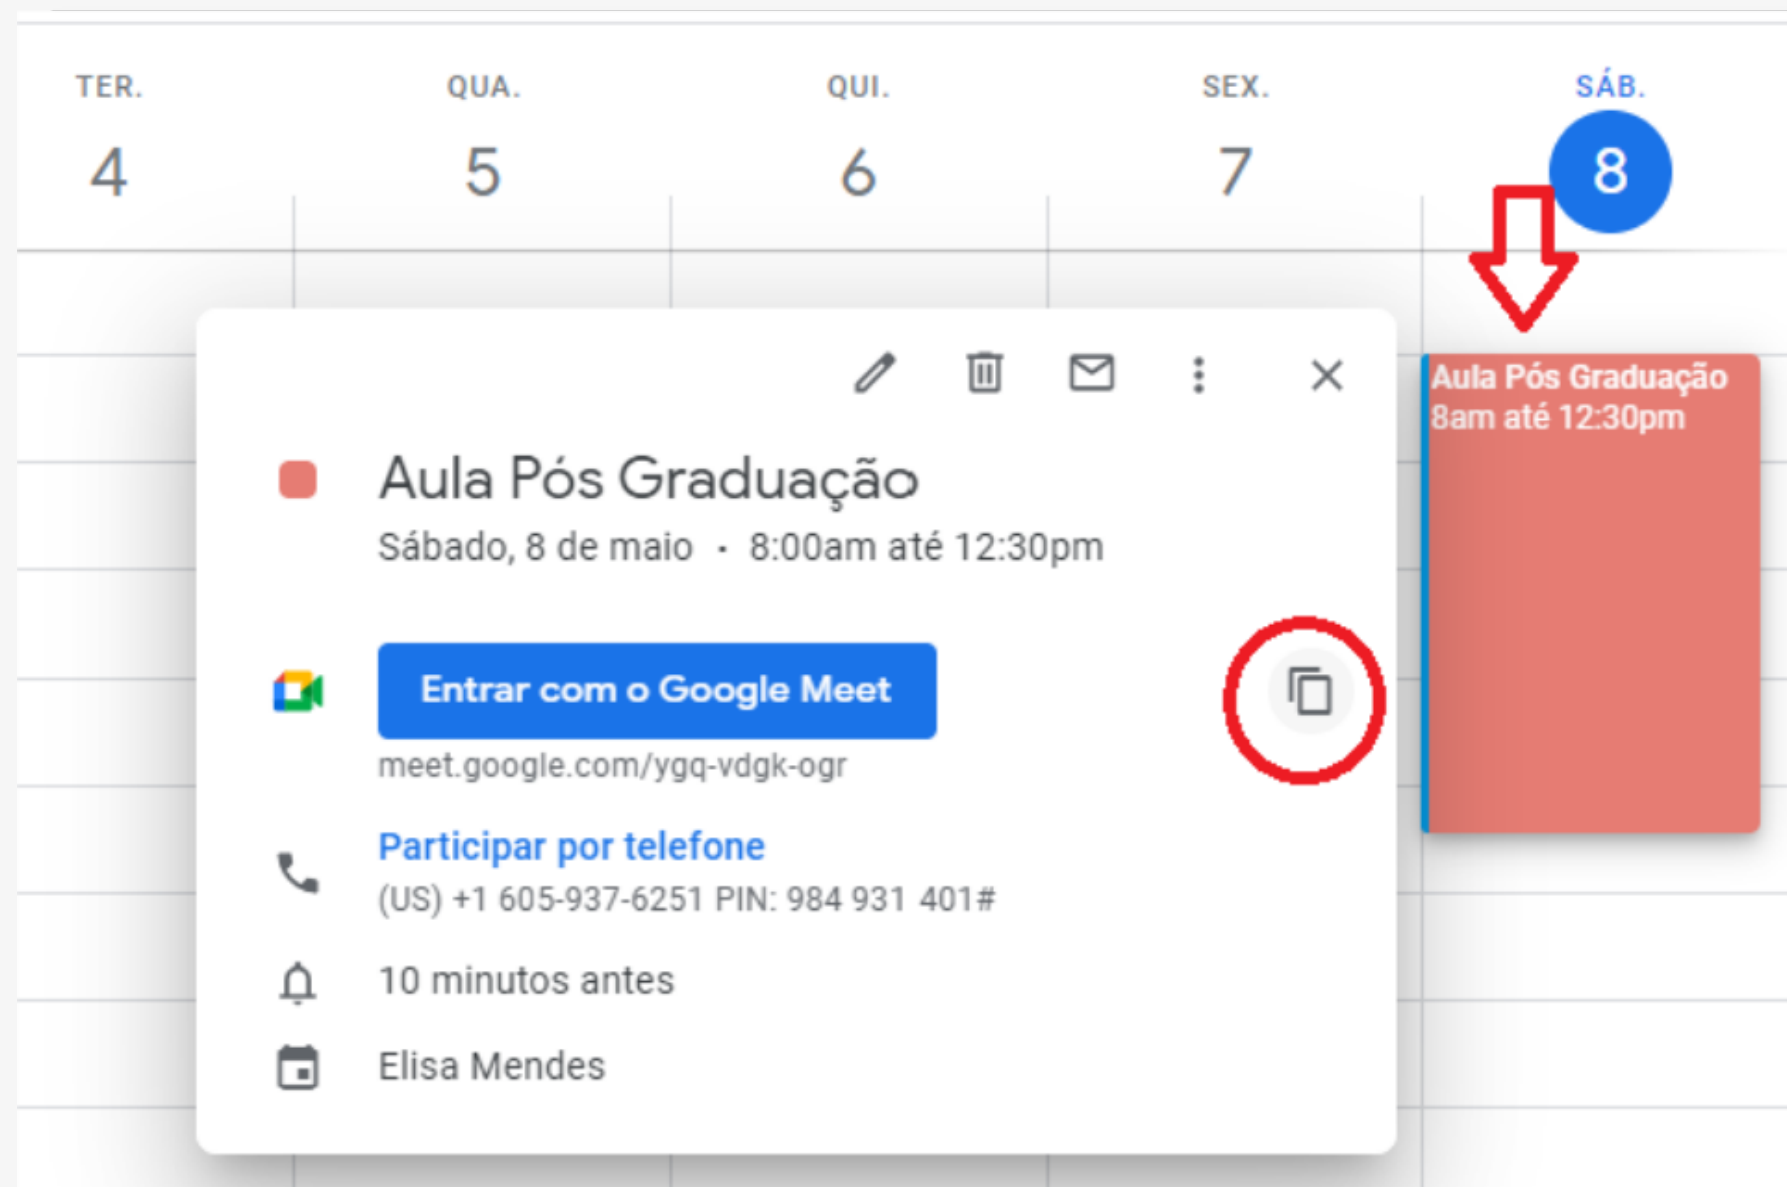 TER. QUA. QUI. SEX. SÁB.
4 5 6 7 8
Aula Pós Graduação
8am até 12:30pm
Aula Pós Graduação
Sábado, 8 de maio · 8:00am até 12:30pm
Entrar com o Google Meet
meet.google.com/ygq-vdgk-ogr
Participar por telefone
(US) +1 605-937-6251 PIN: 984 931 401#
10 minutos antes
Elisa Mendes